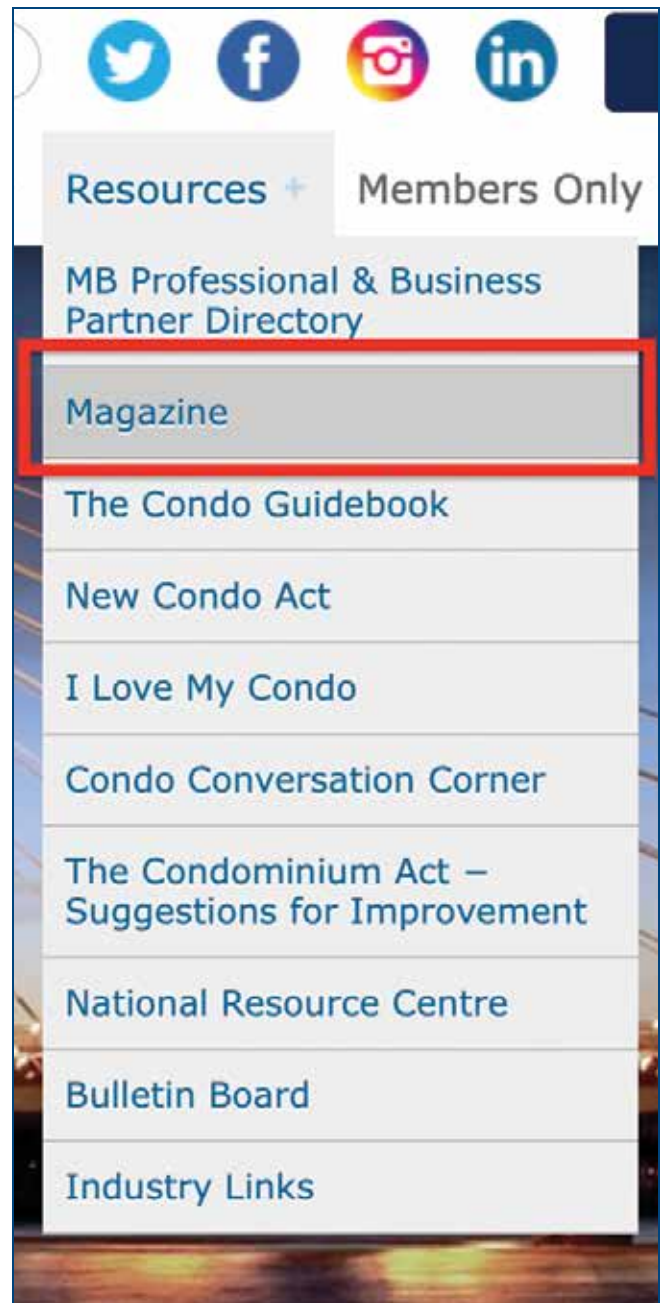 Resources +
Members Only
MB Professional & Business
Partner Directory
Magazine
The Condo Guidebook
New Condo Act
I Love My Condo
Condo Conversation Corner
The Condominium Act –
Suggestions for Improvement
National Resource Centre
Bulletin Board
Industry Links